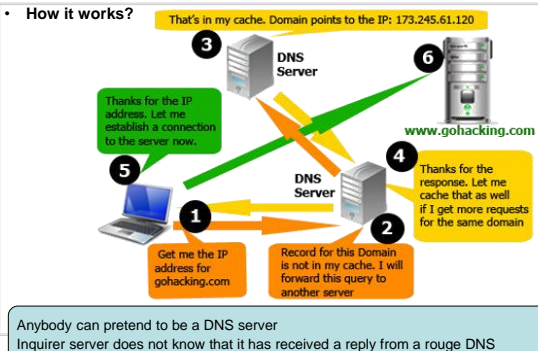 • How it works?
That's in my cache. Domain points to the IP: 173.245.61.120
3
DNS
Server
6
www.gohacking.com
Thanks for the IP
address. Let me
establish a connection
to the server now.
5
4
Thanks for the
response. Let me
cache that as well
if I get more requests
for the same domain
DNS
Server
1
2
Get me the IP
address for
gohacking.com
Record for this Domain
is not in my cache. I will
forward this query to
another server
Anybody can pretend to be a DNS server
Inquirer server does not know that it has received a reply from a rouge DNS